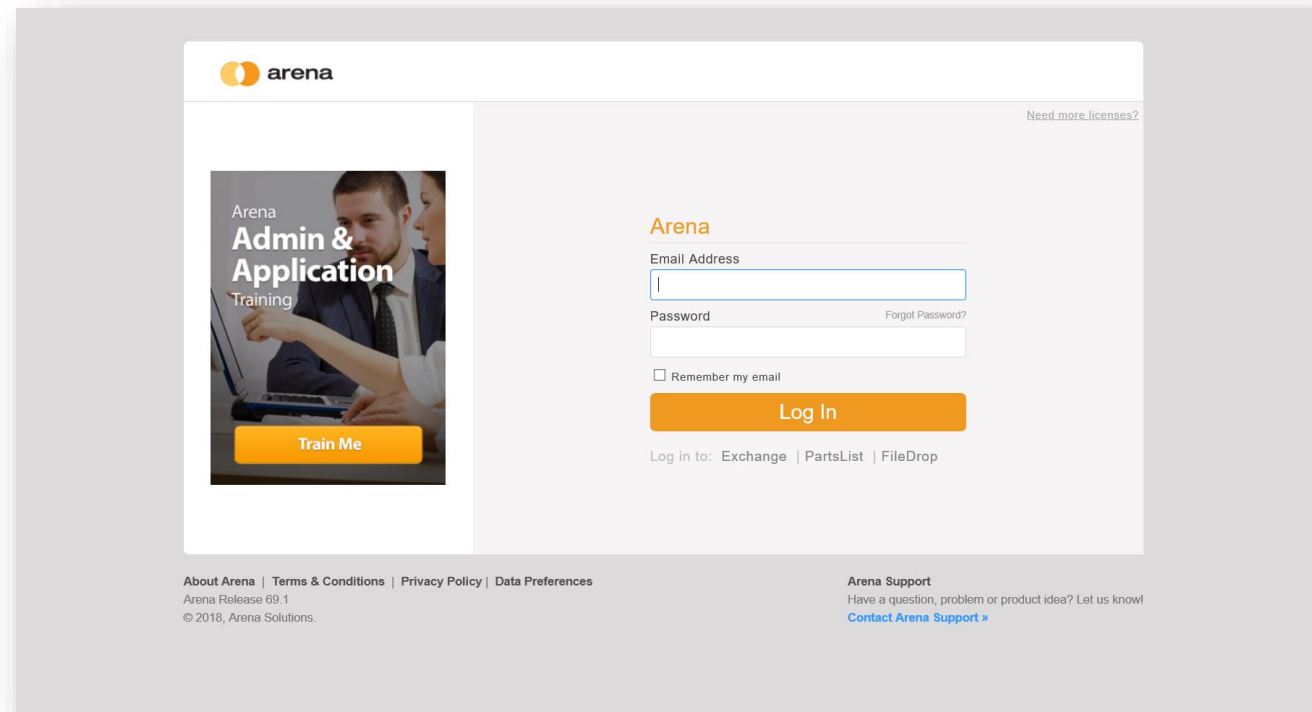 arena
Need more licenses?
Arena
Admin &
Application
Training
Train Me
Arena
Email Address
Password Forgot Password?
Remember my email
Log In
Log in to: Exchange | PartsList | FileDrop
About Arena | Terms & Conditions | Privacy Policy | Data Preferences
Arena Release 69.1
© 2018, Arena Solutions.
Arena Support
Have a question, problem or product idea? Let us know!
Contact Arena Support »